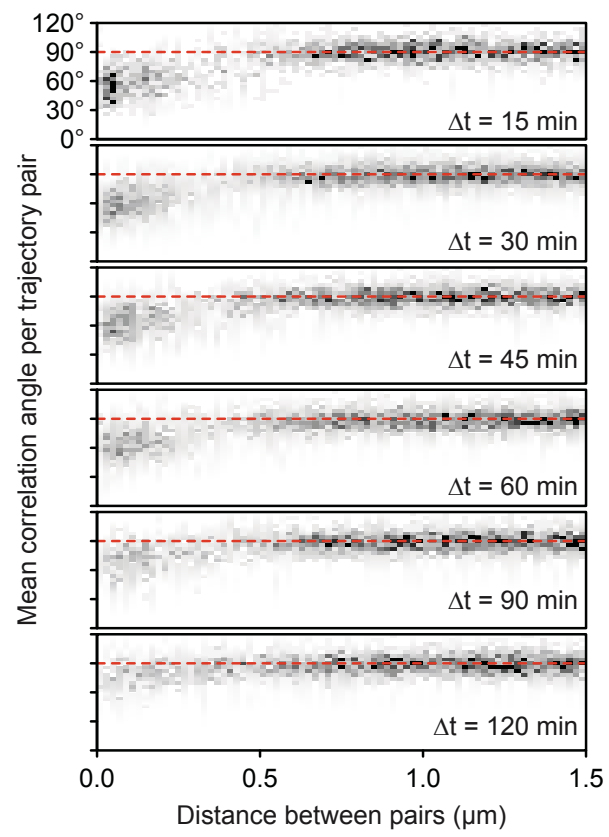 Mean correlation angle per trajectory pair
120°
90°
60°
30°
0°
Δt = 15 min
Δt = 30 min
Δt = 45 min
Δt = 60 min
Δt = 90 min
Δt = 120 min
0.0 0.5 1.0 1.5
Distance between pairs (µm)